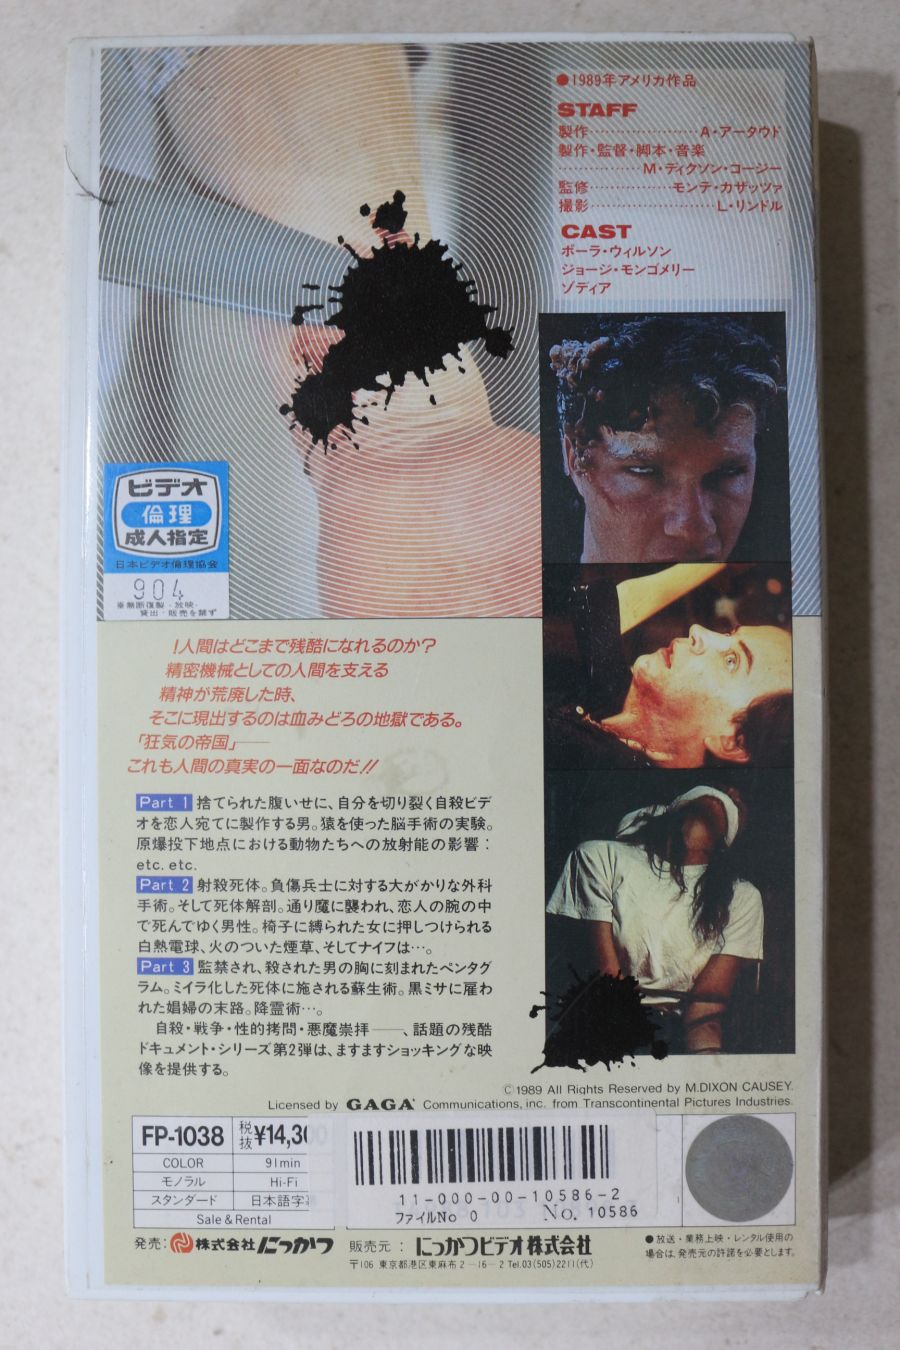 ●1989年アメリカ作品
STAFF
製作····················A・アータウド
製作・監督・脚本・音楽
···············M・ディクソン・コージー
監修···············モンテ・カザッツァ
撮影·······················L・リンドル
CAST
ポーラ・ウィルソン
ジョージ・モンゴメリー
ゾディア
ビデオ
倫理
成人指定
日本ビデオ倫理協会
904
※無断復製・放映・
貸出・販売を禁ず
!人間はどこまで残酷になれるのか?
精密機械としての人間を支える
精神が荒廃した時、
そこに現出するのは血みどろの地獄である。
「狂気の帝国」──
これも人間の真実の一面なのだ!!
Part 1 捨てられた腹いせに、自分を切り裂く自殺ビデ
オを恋人宛てに製作する男。猿を使った脳手術の実験。
原爆投下地点における動物たちへの放射能の影響:
etc. etc.
Part 2 射殺死体。負傷兵士に対する大がかりな外科
手術。そして死体解剖。通り魔に襲われ、恋人の腕の中
で死んでゆく男性。椅子に縛られた女に押しつけられる
白熱電球、火のついた煙草、そしてナイフは…。
Part 3 監禁され、殺された男の胸に刻まれたペンタグ
ラム。ミイラ化した死体に施される蘇生術。黒ミサに雇わ
れた娼婦の末路。降霊術…。
自殺・戦争・性的拷問・悪魔崇拝──、話題の残酷
ドキュメント・シリーズ第2弾は、ますますショッキングな映
像を提供する。
©1989 All Rights Reserved by M.DIXON CAUSEY.
Licensed by GAGA Communications, inc. from Transcontinental Pictures Industries.
FP-1038 税抜 ¥14,30
COLOR 91min
モノラル Hi-Fi
スタンダード 日本語字
Sale & Rental
11-000-00-10586-2
ファイルNo 0 No. 10586
発売: 株式会社にっかつ 販売元: にっかつビデオ株式会社
〒106 東京都港区東麻布2-16-2 Tel.03(505)2211(代)
●放送・業務上映・レンタル使用の
場合は、発売元の許諾を必要とします。